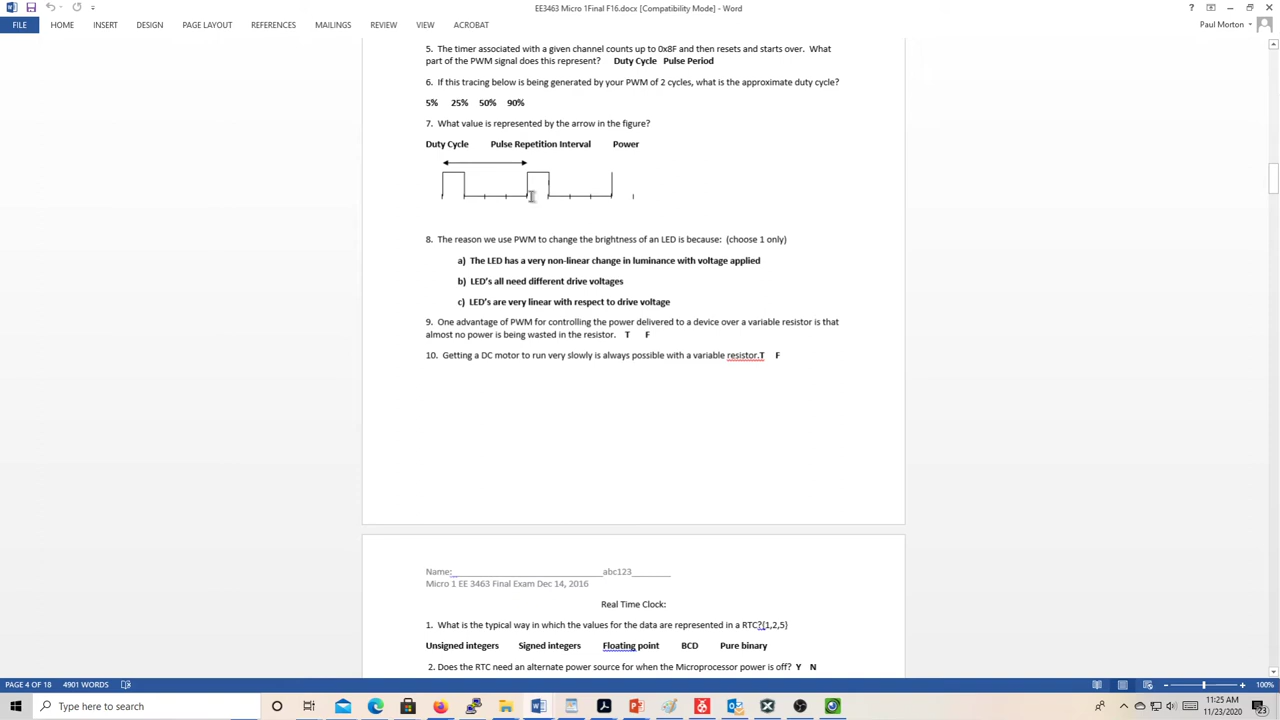 EE3463 Micro 1Final F16.docx [Compatibility Mode] - Word
FILE HOME INSERT DESIGN PAGE LAYOUT REFERENCES MAILINGS REVIEW VIEW ACROBAT Paul Morton
5. The timer associated with a given channel counts up to 0x8F and then resets and starts over. What
part of the PWM signal does this represent? Duty Cycle Pulse Period
6. If this tracing below is being generated by your PWM of 2 cycles, what is the approximate duty cycle?
5% 25% 50% 90%
7. What value is represented by the arrow in the figure?
Duty Cycle Pulse Repetition Interval Power
8. The reason we use PWM to change the brightness of an LED is because: (choose 1 only)
a) The LED has a very non-linear change in luminance with voltage applied
b) LED's all need different drive voltages
c) LED's are very linear with respect to drive voltage
9. One advantage of PWM for controlling the power delivered to a device over a variable resistor is that
almost no power is being wasted in the resistor. T F
10. Getting a DC motor to run very slowly is always possible with a variable resistor.T F
Name:_______________________________abc123________
Micro 1 EE 3463 Final Exam Dec 14, 2016
Real Time Clock:
1. What is the typical way in which the values for the data are represented in a RTC?{1,2,5}
Unsigned integers Signed integers Floating point BCD Pure binary
2. Does the RTC need an alternate power source for when the Microprocessor power is off? Y N
PAGE 4 OF 18 4901 WORDS 100%
Type here to search
11:25 AM
11/23/2020
23